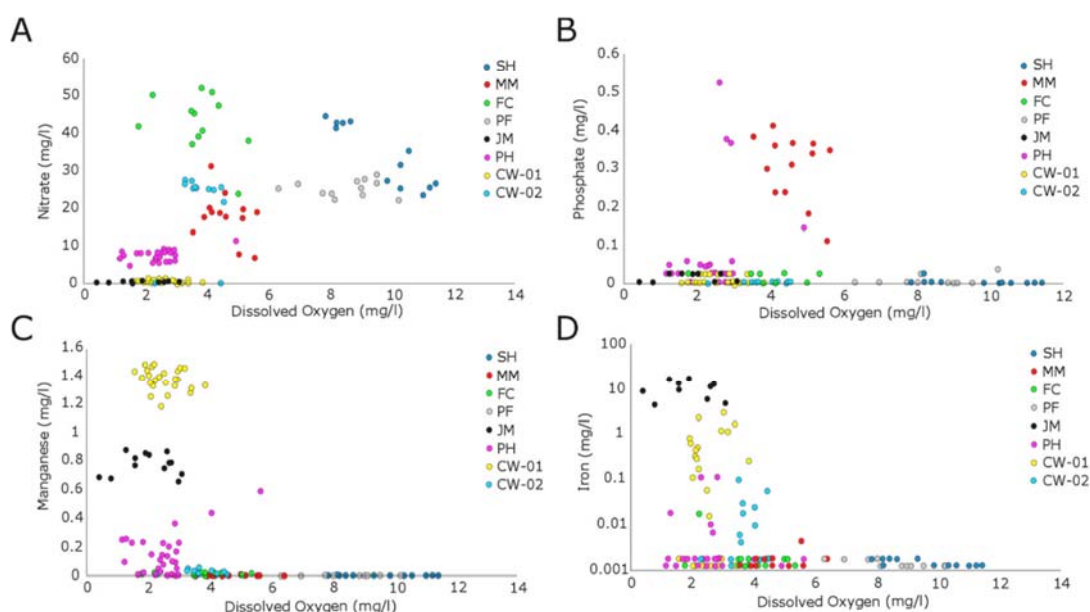 A
60
50
40
30
20
10
0
Nitrate (mg/l)
0 2 4 6 8 10 12 14
Dissolved Oxygen (mg/l)
SH
MM
FC
PF
JM
PH
CW-01
CW-02
B
0.6
0.5
0.4
0.3
0.2
0.1
0
Phosphate (mg/l)
0 2 4 6 8 10 12
Dissolved Oxygen (mg/l)
SH
MM
FC
PF
JM
PH
CW-01
CW-02
C
1.6
1.4
1.2
1
0.8
0.6
0.4
0.2
0
Manganese (mg/l)
0 2 4 6 8 10 12 14
Dissolved Oxygen (mg/l)
SH
MM
FC
PF
JM
PH
CW-01
CW-02
D
100
10
1
0.1
0.01
0.001
Iron (mg/l)
0 2 4 6 8 10 12 14
Dissolved Oxygen (mg/l)
SH
MM
FC
PF
JM
PH
CW-01
CW-02